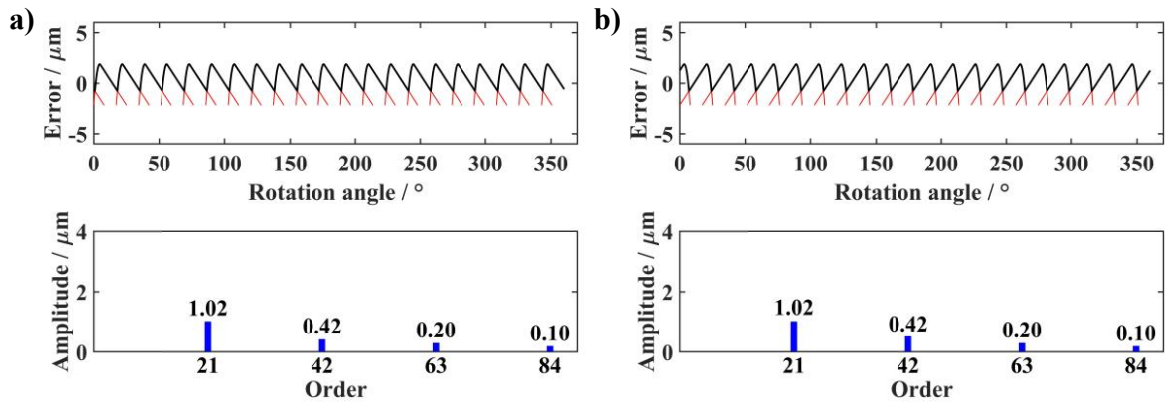 a)
Error / μm
5
0
-5
0 50 100 150 200 250 300 350
Rotation angle / °
Amplitude / μm
4
2
0
1.02 0.42 0.20 0.10
21 42 63 84
Order
b)
Error / μm
5
0
-5
0 50 100 150 200 250 300 350
Rotation angle / °
Amplitude / μm
4
2
0
1.02 0.42 0.20 0.10
21 42 63 84
Order